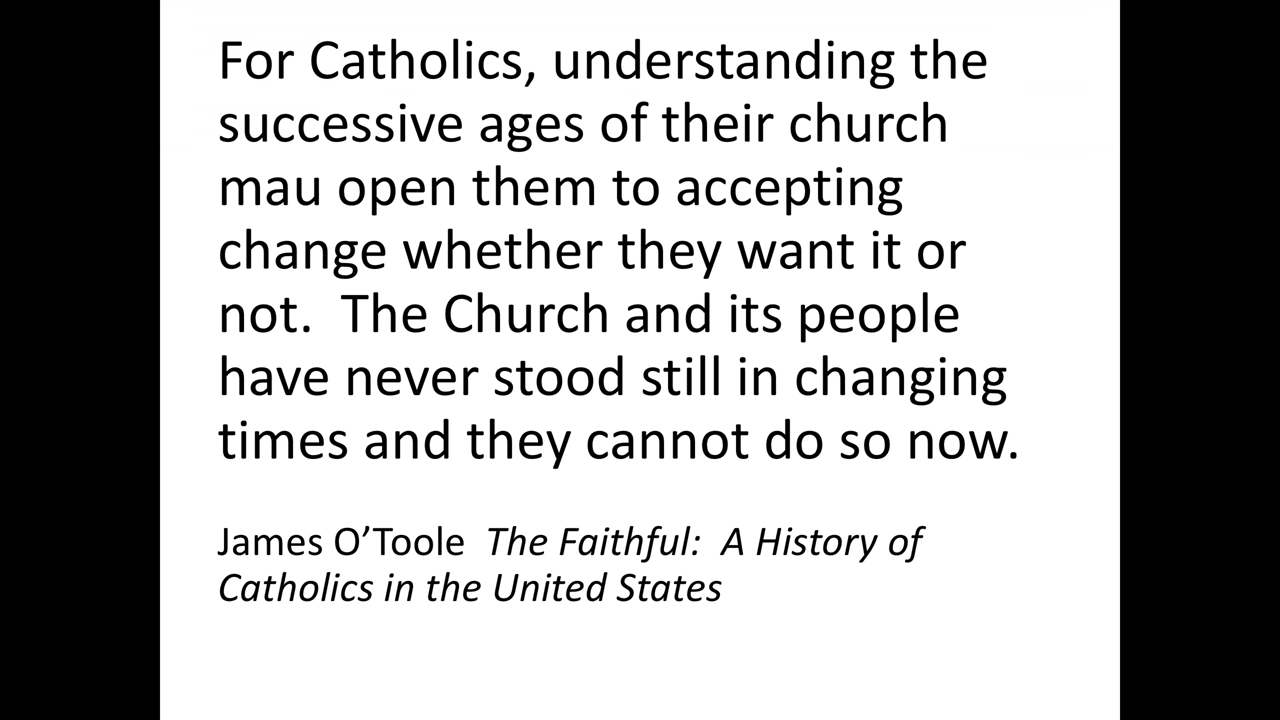 For Catholics, understanding the
successive ages of their church
mau open them to accepting
change whether they want it or
not.  The Church and its people
have never stood still in changing
times and they cannot do so now.
James O’Toole  The Faithful:  A History of
Catholics in the United States